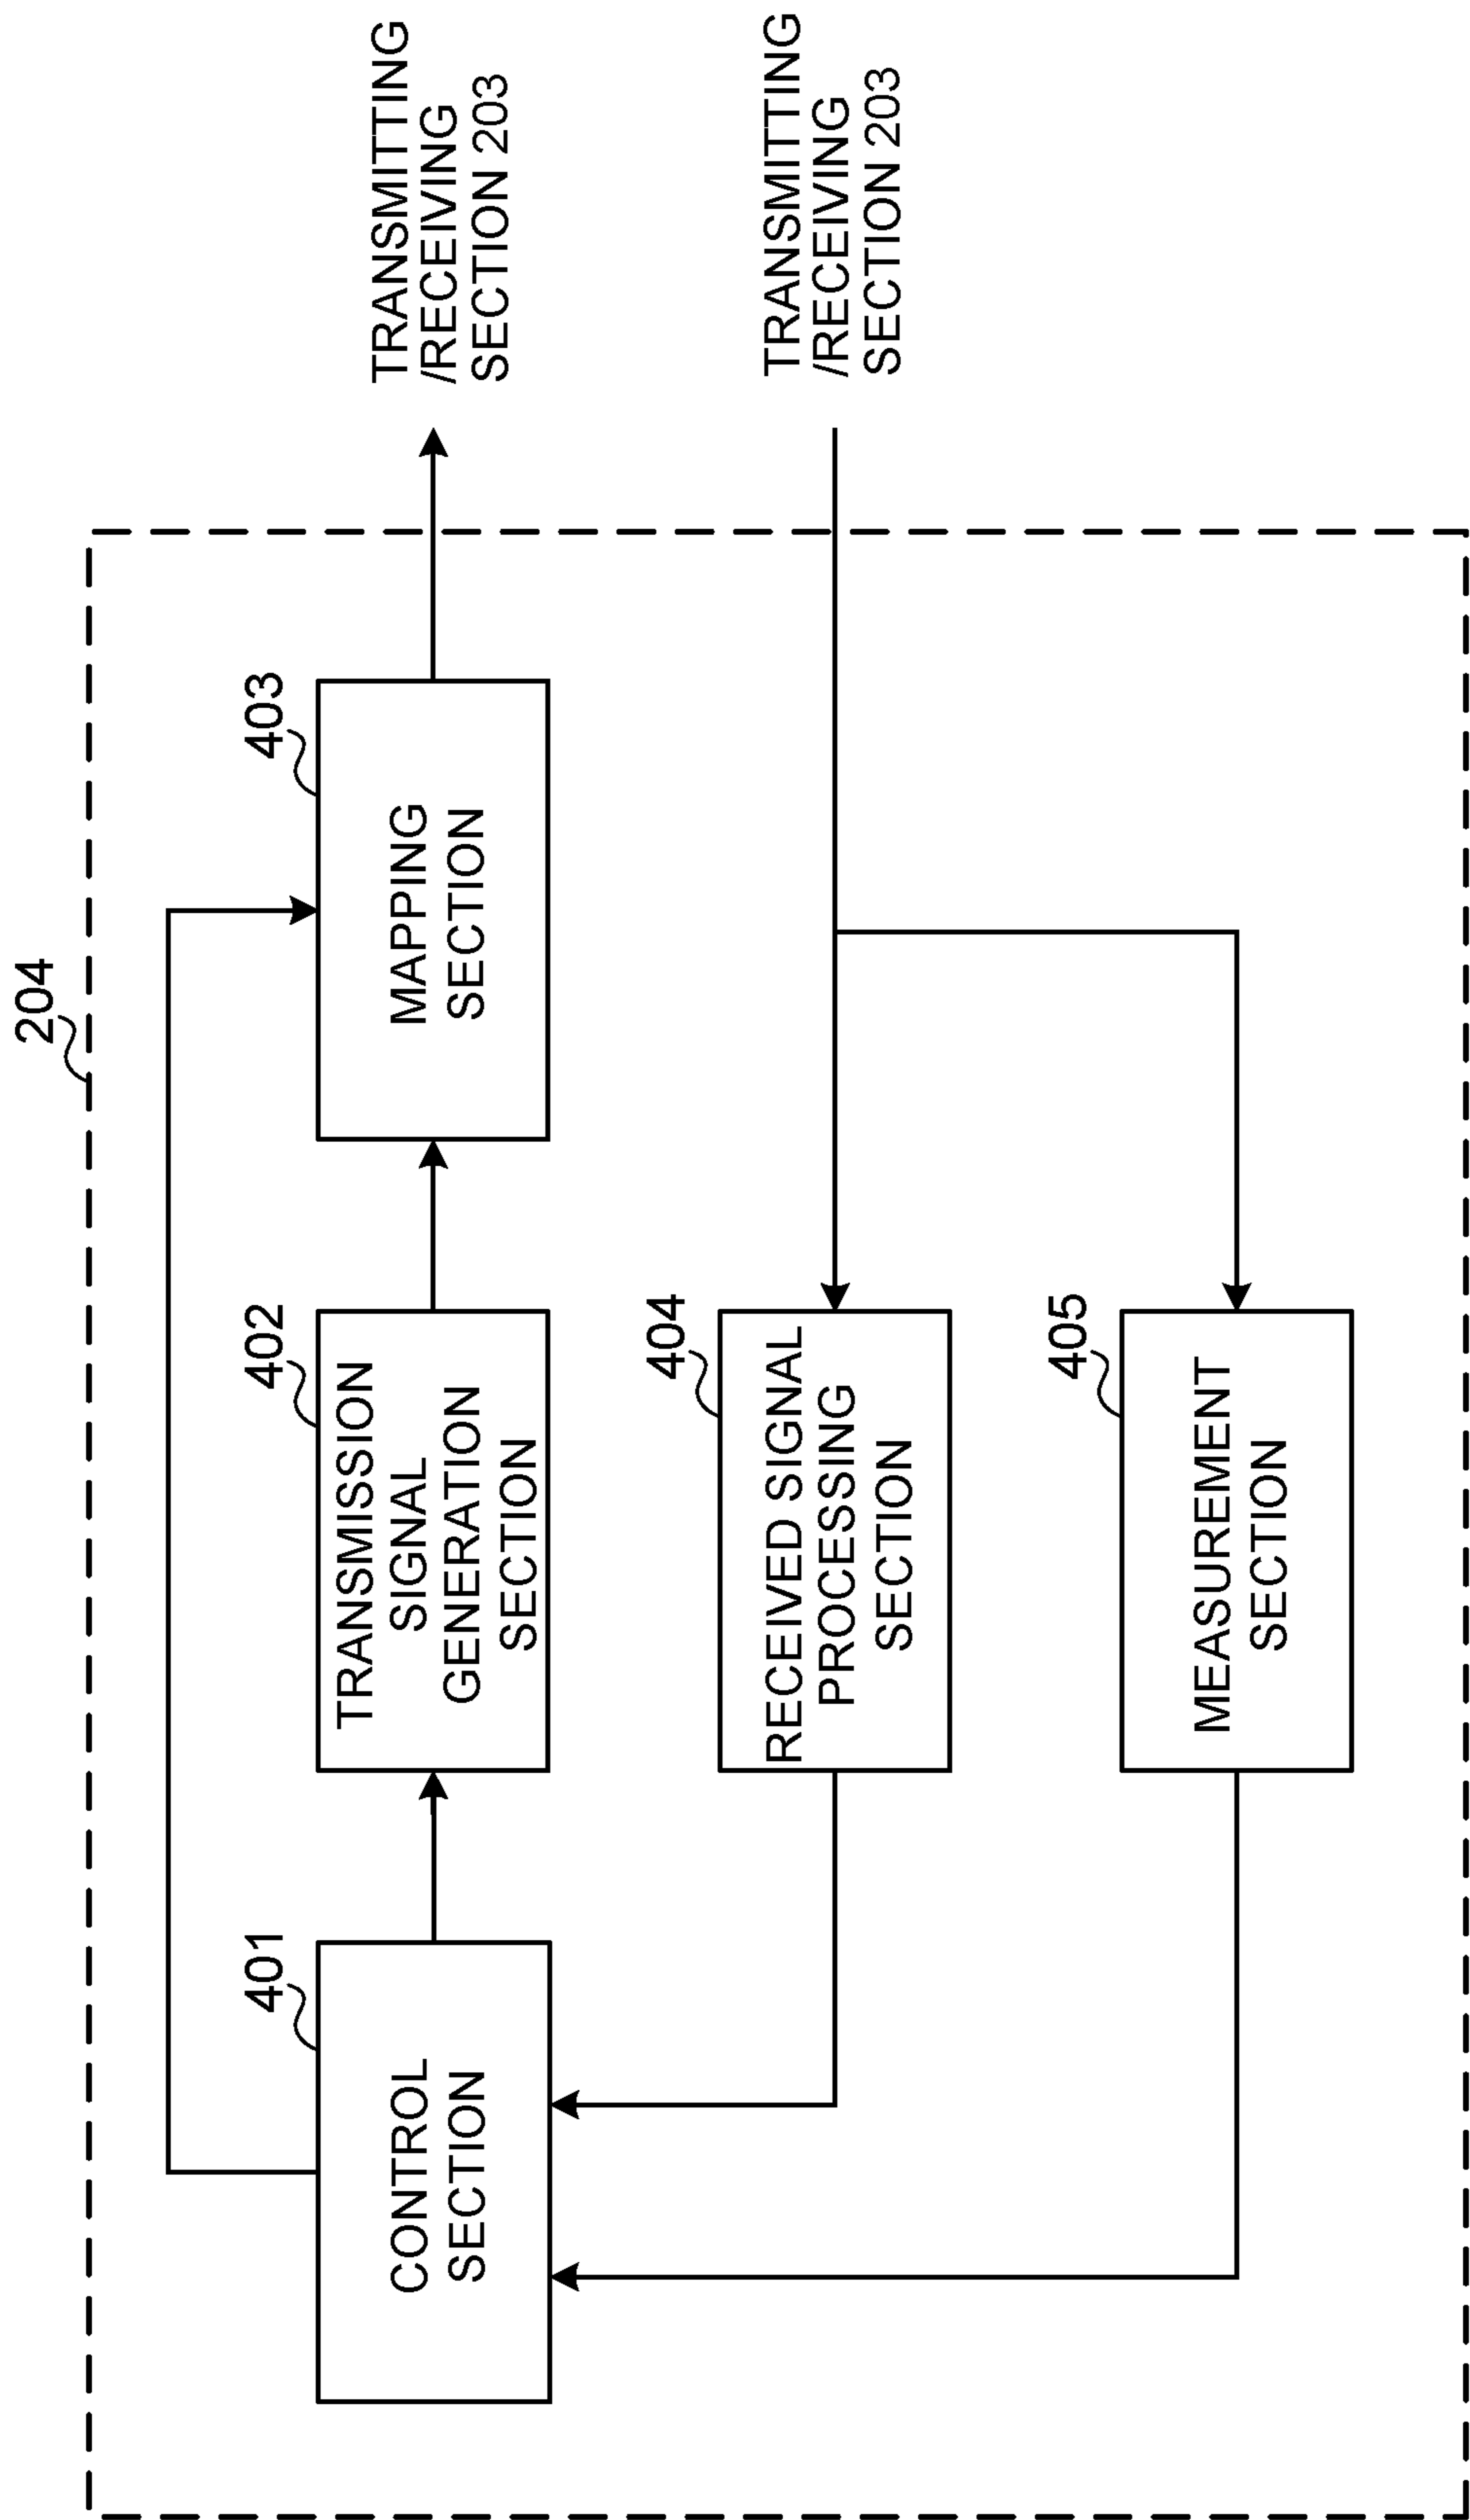 204
401
CONTROL
SECTION
402
TRANSMISSION
SIGNAL
GENERATION
SECTION
403
MAPPING
SECTION
TRANSMITTING
/RECEIVING
SECTION 203
404
RECEIVED SIGNAL
PROCESSING
SECTION
TRANSMITTING
/RECEIVING
SECTION 203
405
MEASUREMENT
SECTION